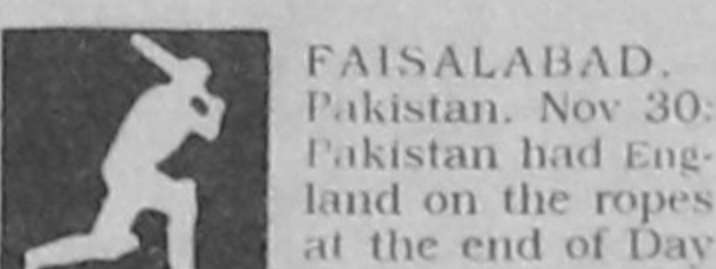 FAISALABAD,
Pakistan. Nov 30:
Pakistan had Eng-
land on the ropes
at the end of Day